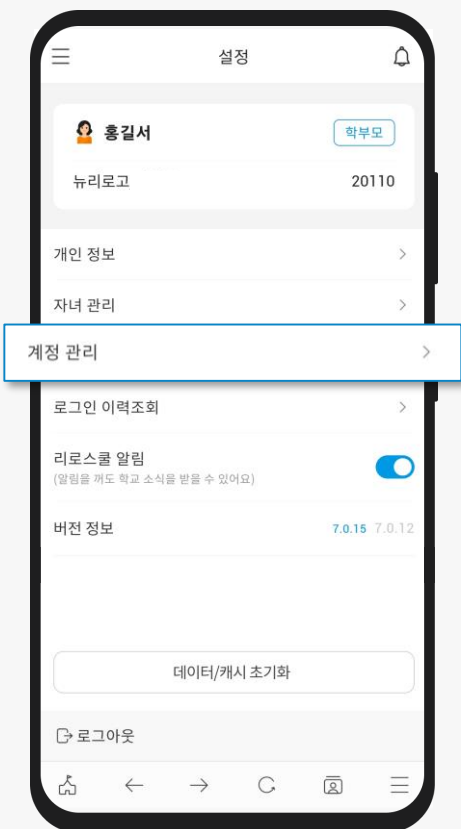 설정
홍길서
학부모
뉴리로고
20110
개인 정보
자녀 관리
계정 관리
로그인 이력조회
리로스쿨 알림
(알림을 꺼도 학교 소식을 받을 수 있어요)
버전 정보
7.0.15 7.0.12
데이터/캐시 초기화
로그아웃